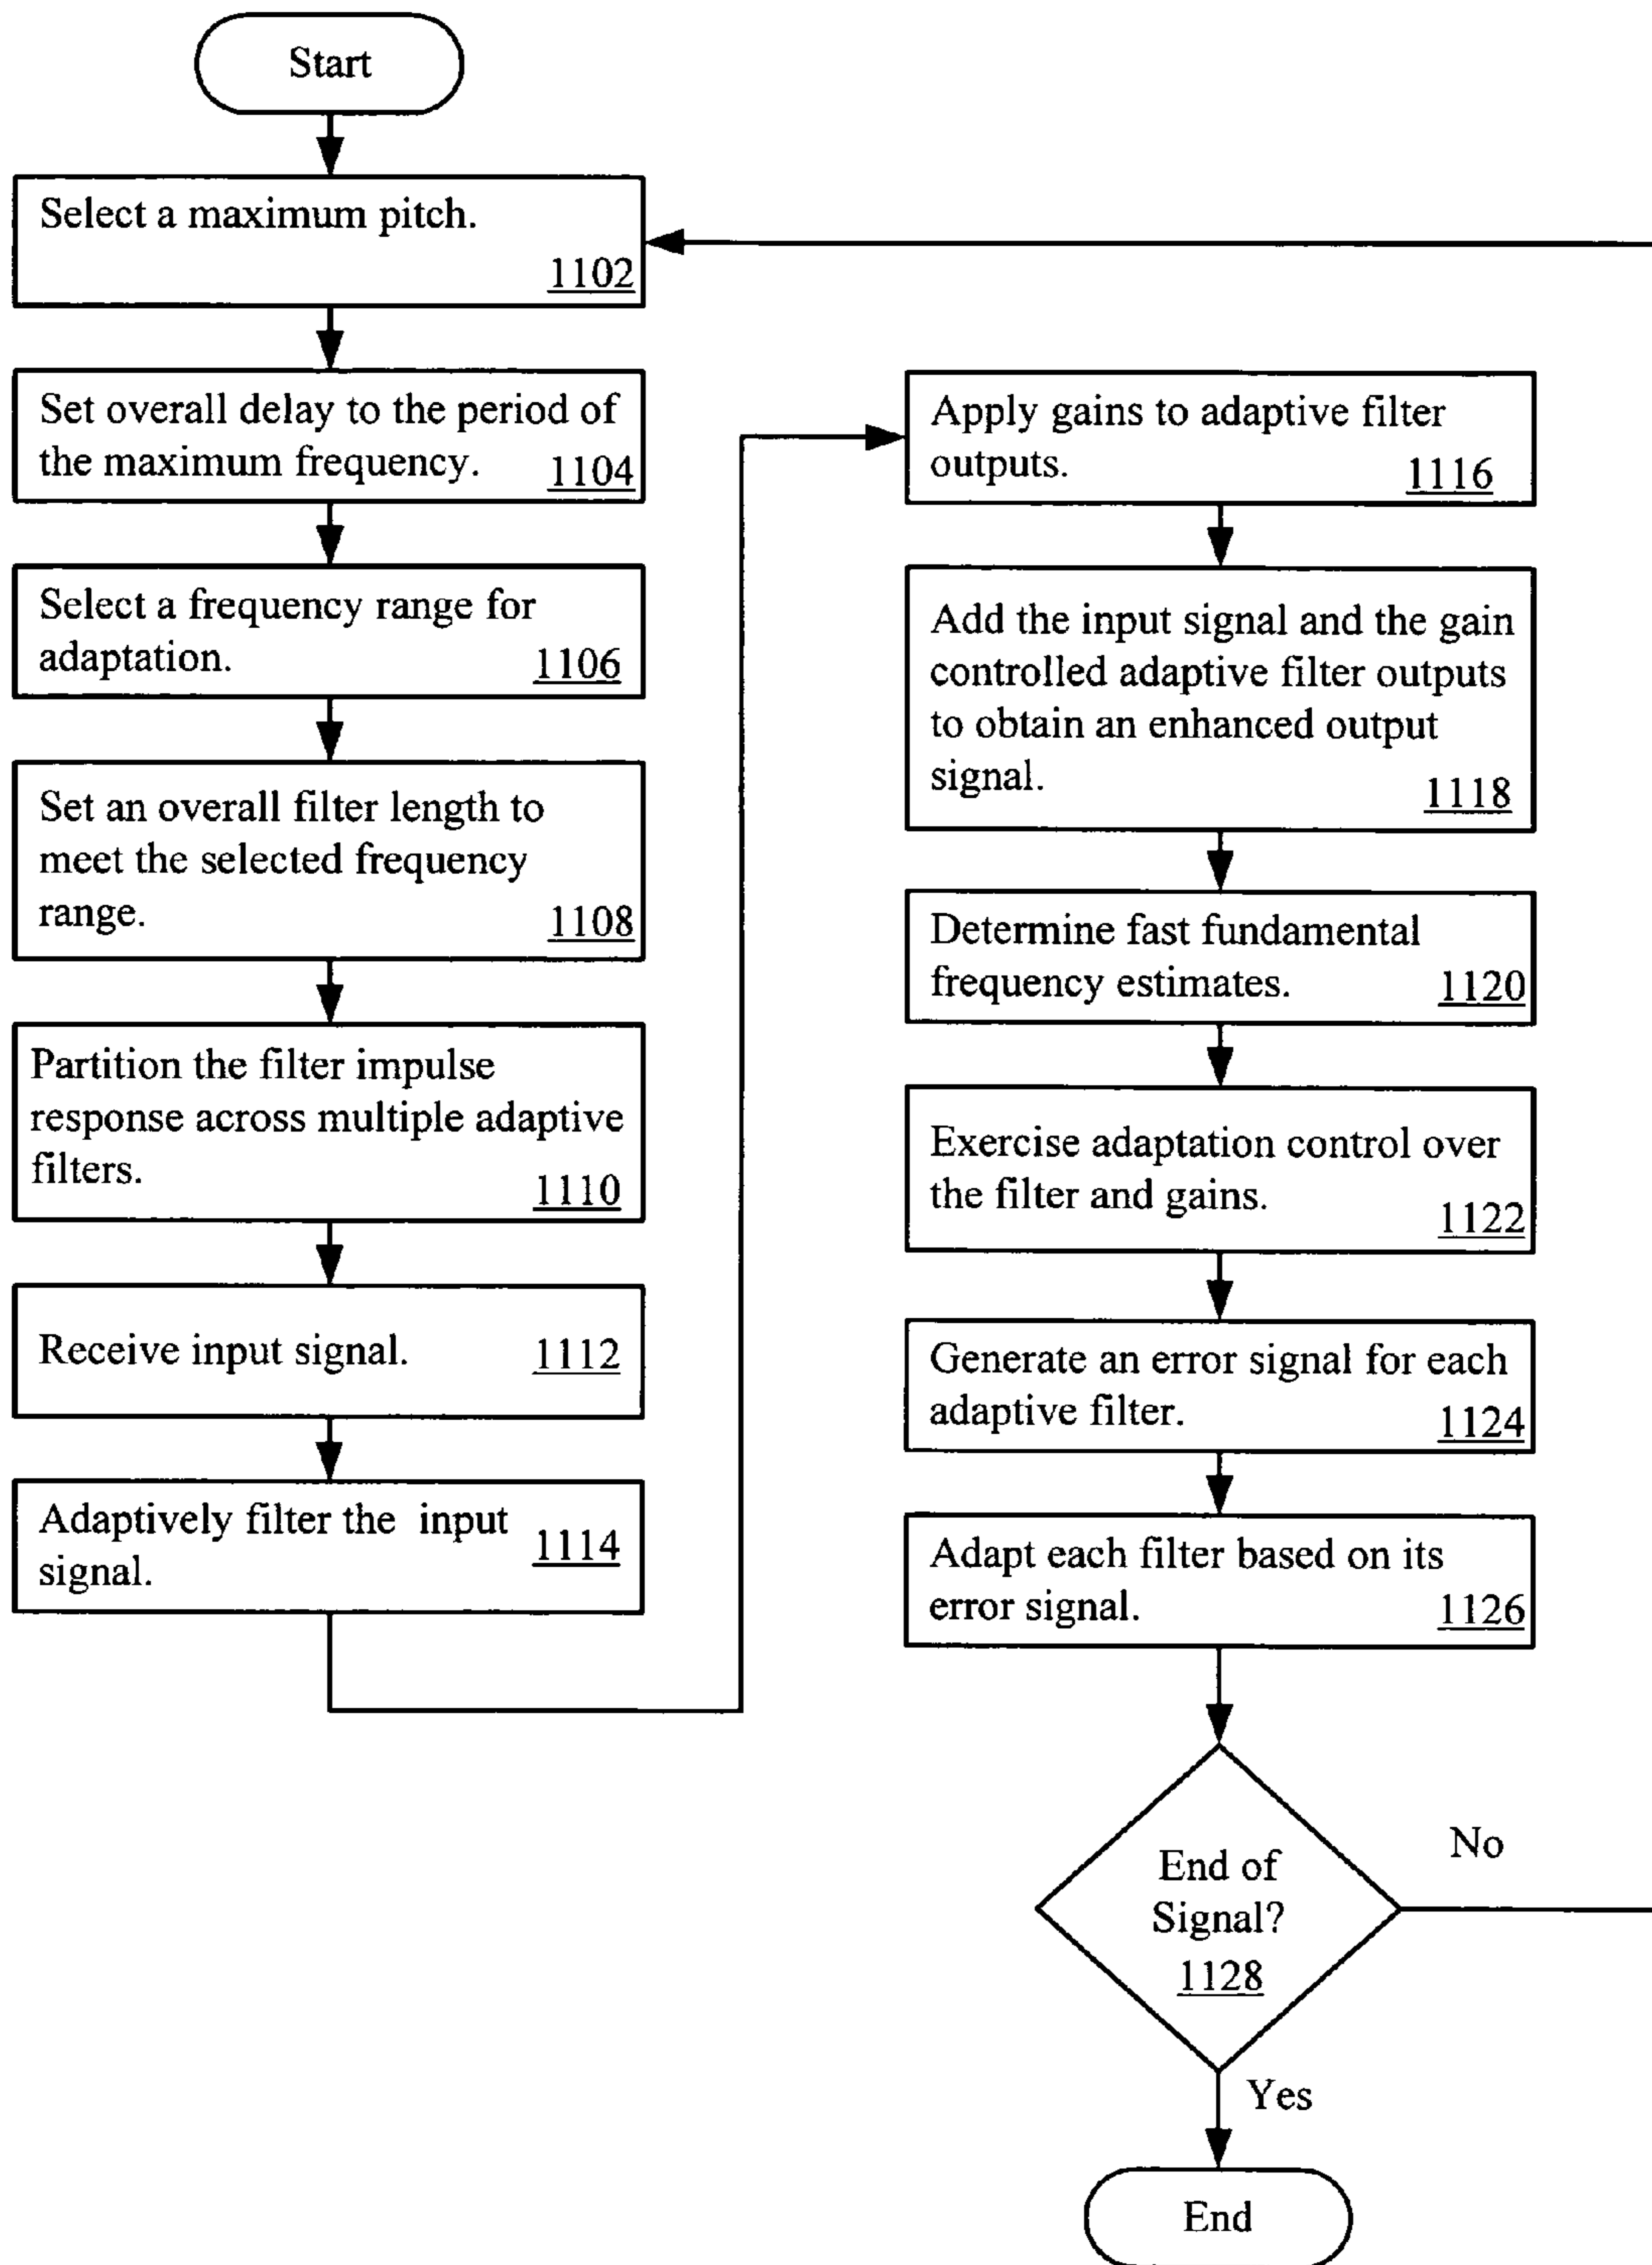 Start
Select a maximum pitch.
1102
Set overall delay to the period of
the maximum frequency.
1104
Select a frequency range for
adaptation.
1106
Set an overall filter length to
meet the selected frequency
range.
1108
Partition the filter impulse
response across multiple adaptive
filters.
1110
Receive input signal.
1112
Adaptively filter the input
signal.
1114
Apply gains to adaptive filter
outputs.
1116
Add the input signal and the gain
controlled adaptive filter outputs
to obtain an enhanced output
signal.
1118
Determine fast fundamental
frequency estimates.
1120
Exercise adaptation control over
the filter and gains.
1122
Generate an error signal for each
adaptive filter.
1124
Adapt each filter based on its
error signal.
1126
End of
Signal?
1128
No
Yes
End